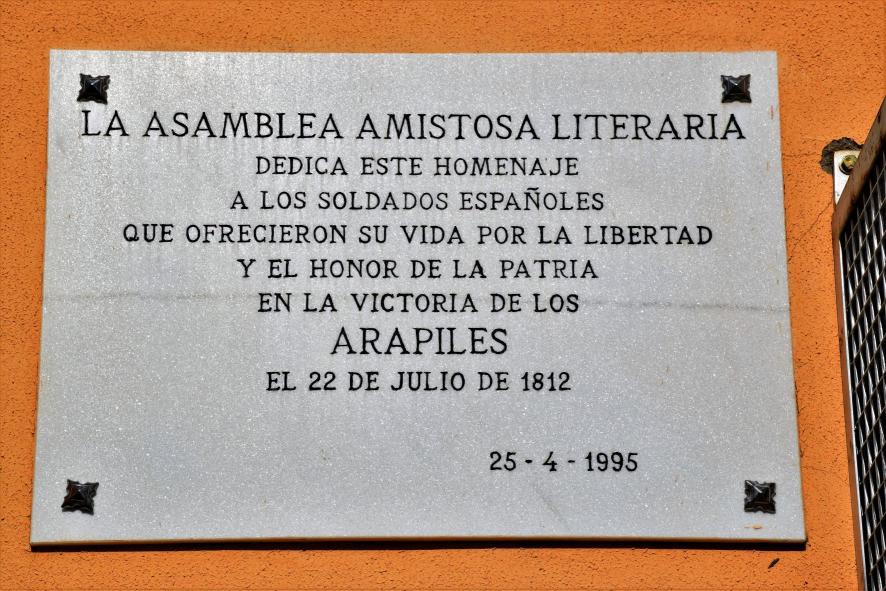 LA ASAMBLEA AMISTOSA LITERARIA
DEDICA ESTE HOMENAJE
A LOS SOLDADOS ESPAÑOLES
QUE OFRECIERON SU VIDA POR LA LIBERTAD
Y EL HONOR DE LA PATRIA
EN LA VICTORIA DE LOS
ARAPILES
EL 22 DE JULIO DE 1812
25 - 4 - 1995